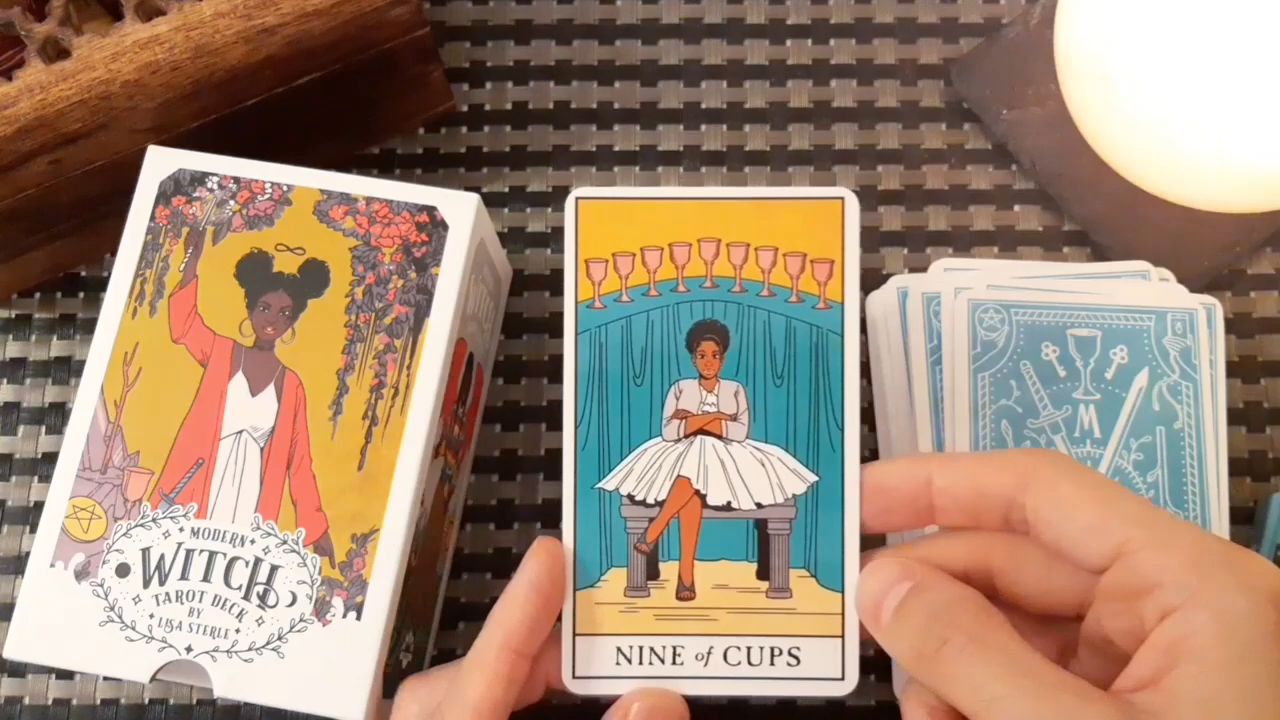 MODERN
WITCH
TAROT DECK
BY
LISA STERLE
NINE of CUPS
M